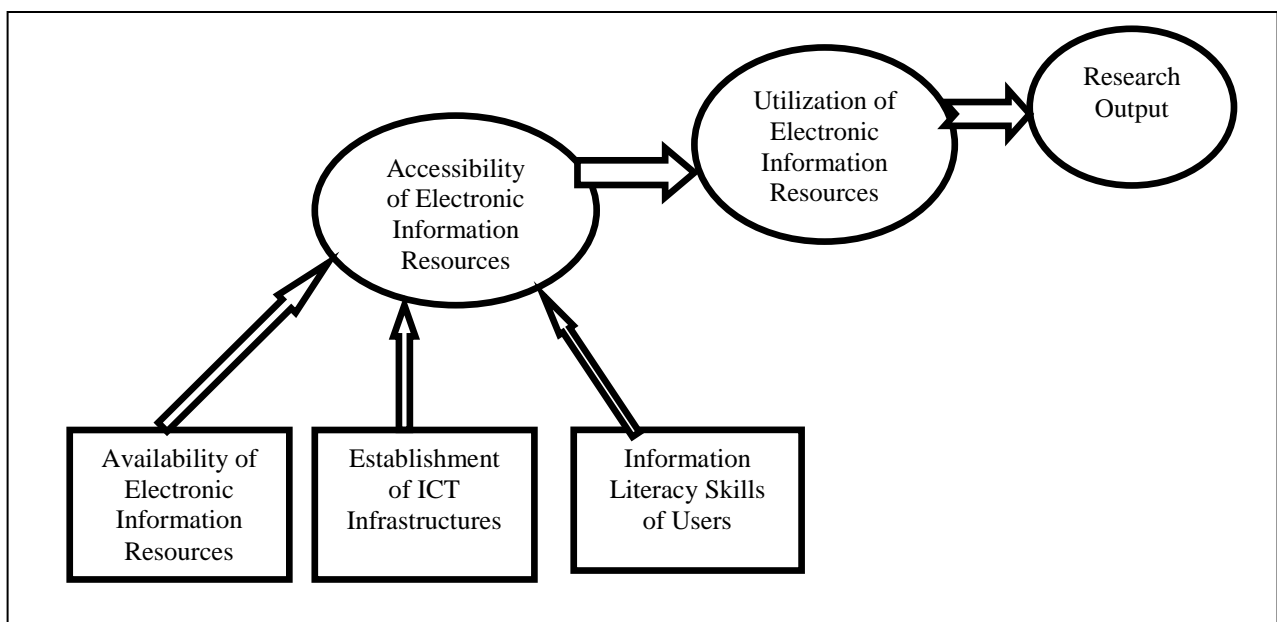 Research
Output
Utilization of
Electronic
Information
Resources
Accessibility
of Electronic
Information
Resources
Availability of
Electronic
Information
Resources
Establishment
of ICT
Infrastructures
Information
Literacy Skills
of Users